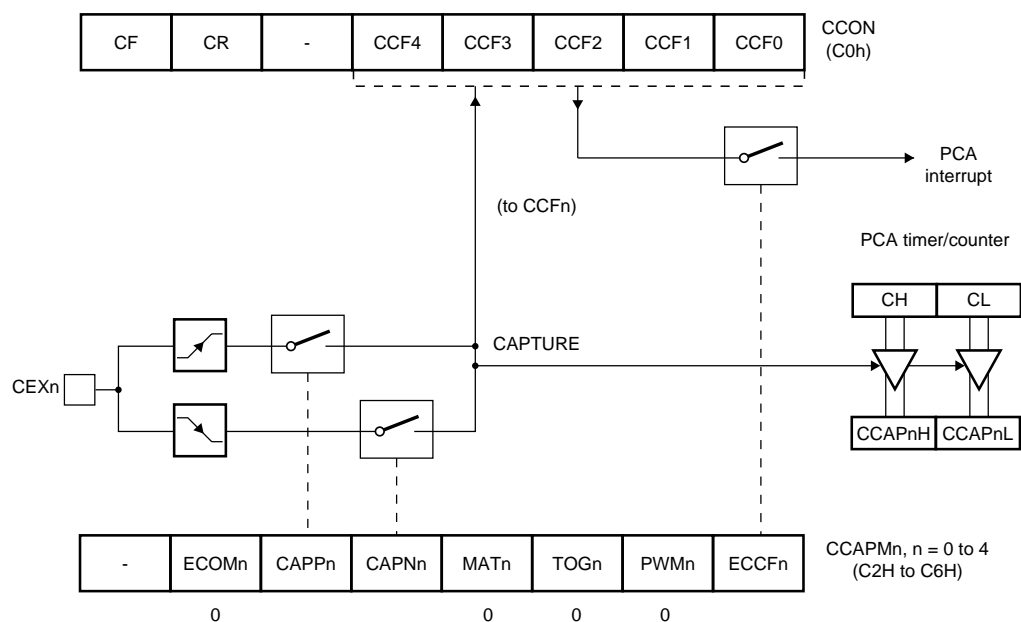 CF CR - CCF4 CCF3 CCF2 CCF1 CCF0
CCON
(C0h)
PCA
interrupt
(to CCFn)
PCA timer/counter
CH CL
CAPTURE
CEXn
CCAPnH CCAPnL
- ECOMn CAPPn CAPNn MATn TOGn PWMn ECCFn
CCAPMn, n = 0 to 4
(C2H to C6H)
0 0 0 0